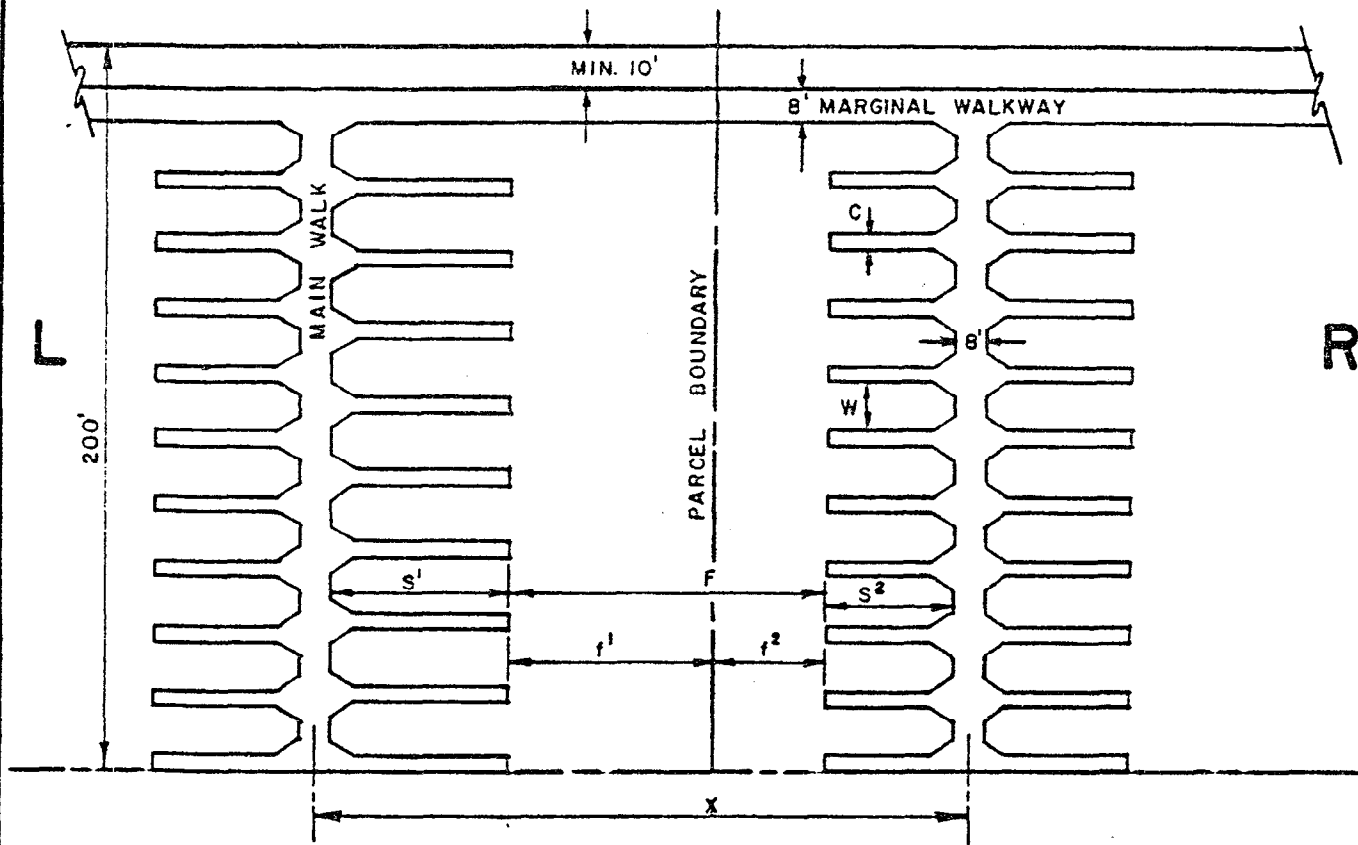 MIN. 10'
8' MARGINAL WALKWAY
MAIN WALK
C
PARCEL BOUNDARY
L
8'
R
200'
W
S¹
F
S²
f¹
f²
X